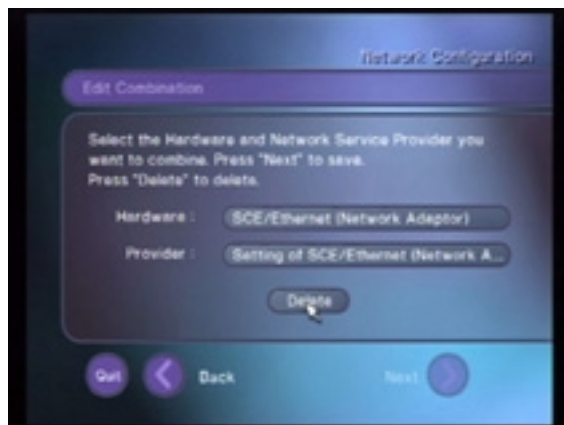 Network Configuration
Edit Combination
Select the Hardware and Network Service Provider you
want to combine. Press "Next" to save.
Press "Delete" to delete.
Hardware : SCE/Ethernet (Network Adaptor)
Provider : Setting of SCE/Ethernet (Network A...
Delete
Quit Back Next